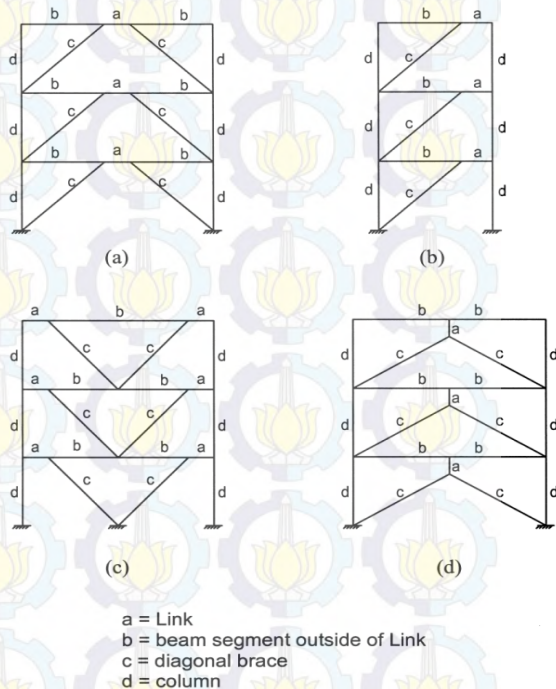 b a b
c c
d d
b a b
c c
d d
b a b
c c
d d
(a)
b a
c
d d
b a
c
d d
b a
c
d d
(b)
a b a
c c
d d
a b b a
c c
d d
a b b a
c c
d d
(c)
b b
a
c c
d d
b b
a
c c
d d
b b
a
c c
d d
(d)
a = Link
b = beam segment outside of Link
c = diagonal brace
d = column